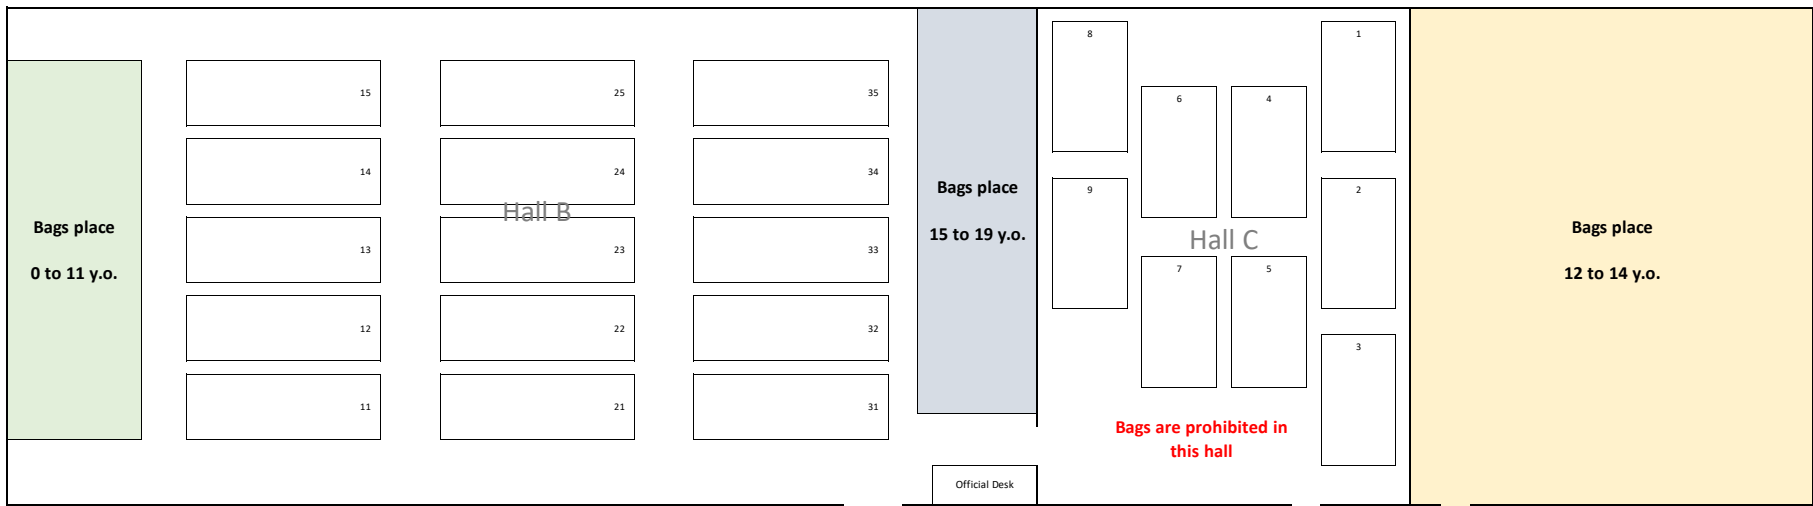 8
1
15
25
35
6
4
14
24
34
Bags place
15 to 19 y.o.
9
2
Hall B
Bags place
0 to 11 y.o.
13
23
33
Hall C
Bags place
12 to 14 y.o.
7
5
12
22
32
3
11
21
31
Bags are prohibited in
this hall
Official Desk